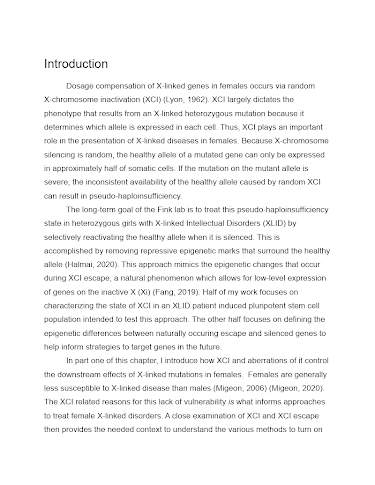 Introduction
Dosage compensation of X-linked genes in females occurs via random
X-chromosome inactivation (XCI) (Lyon, 1962). XCI largely dictates the
phenotype that results from an X-linked heterozygous mutation because it
determines which allele is expressed in each cell. Thus, XCI plays an important
role in the presentation of X-linked diseases in females. Because X-chromosome
silencing is random, the healthy allele of a mutated gene can only be expressed
in approximately half of somatic cells. If the mutation on the mutant allele is
severe, the inconsistent availability of the healthy allele caused by random XCI
can result in pseudo-haploinsufficiency.
The long-term goal of the Fink lab is to treat this pseudo-haploinsufficiency
state in heterozygous girls with X-linked Intellectual Disorders (XLID) by
selectively reactivating the healthy allele when it is silenced. This is
accomplished by removing repressive epigenetic marks that surround the healthy
allele (Halmai, 2020). This approach mimics the epigenetic changes that occur
during XCI escape, a natural phenomenon which allows for low-level expression
of genes on the inactive X (Xi) (Fang, 2019). Half of my work focuses on
characterizing the state of XCI in an XLID patient induced pluripotent stem cell
population intended to test this approach. The other half focuses on defining the
epigenetic differences between naturally occuring escape and silenced genes to
help inform strategies to target genes in the future.
In part one of this chapter, I introduce how XCI and aberrations of it control
the downstream effects of X-linked mutations in females. Females are generally
less susceptible to X-linked disease than males (Migeon, 2006) (Migeon, 2020).
The XCI related reasons for this lack of vulnerability is what informs approaches
to treat female X-linked disorders. A close examination of XCI and XCI escape
then provides the needed context to understand the various methods to turn on